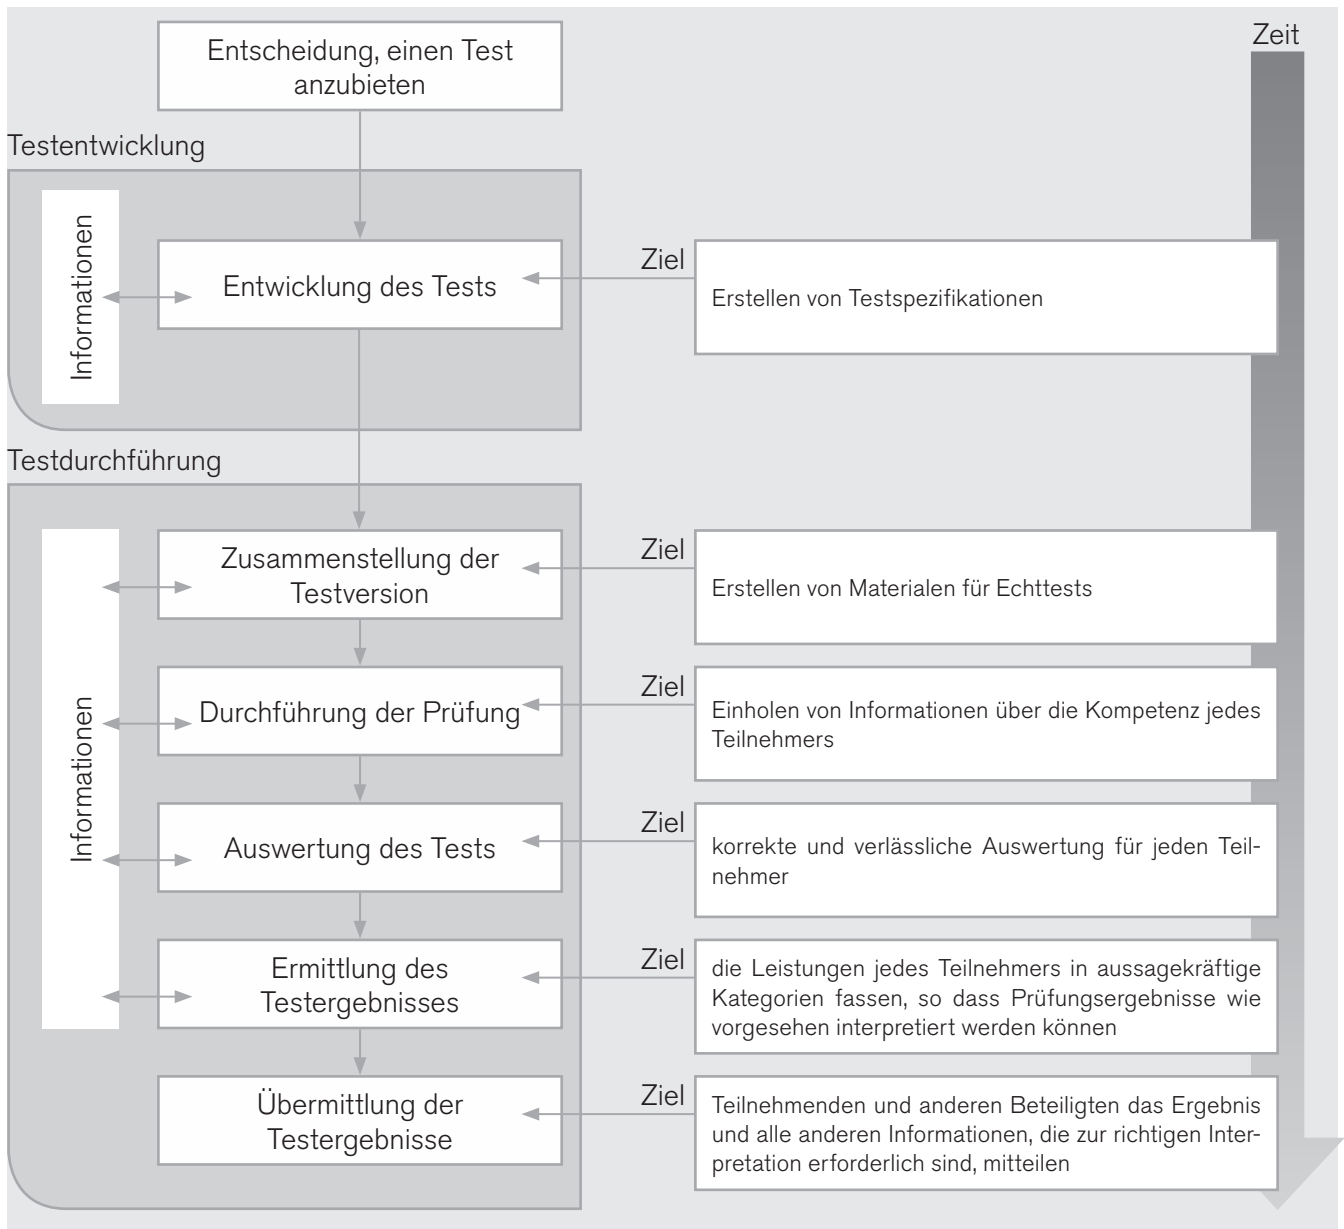 Zeit
Entscheidung, einen Test
anzubieten
Testentwicklung
Informationen
Entwicklung des Tests
Ziel
Erstellen von Testspezifikationen
Testdurchführung
Informationen
Zusammenstellung der
Testversion
Ziel
Erstellen von Materialen für Echttests
Durchführung der Prüfung
Ziel
Einholen von Informationen über die Kompetenz jedes
Teilnehmers
Auswertung des Tests
Ziel
korrekte und verlässliche Auswertung für jeden Teil-
nehmer
Ermittlung des
Testergebnisses
Ziel
die Leistungen jedes Teilnehmers in aussagekräftige
Kategorien fassen, so dass Prüfungsergebnisse wie
vorgesehen interpretiert werden können
Übermittlung der
Testergebnisse
Ziel
Teilnehmenden und anderen Beteiligten das Ergebnis
und alle anderen Informationen, die zur richtigen Inter-
pretation erforderlich sind, mitteilen